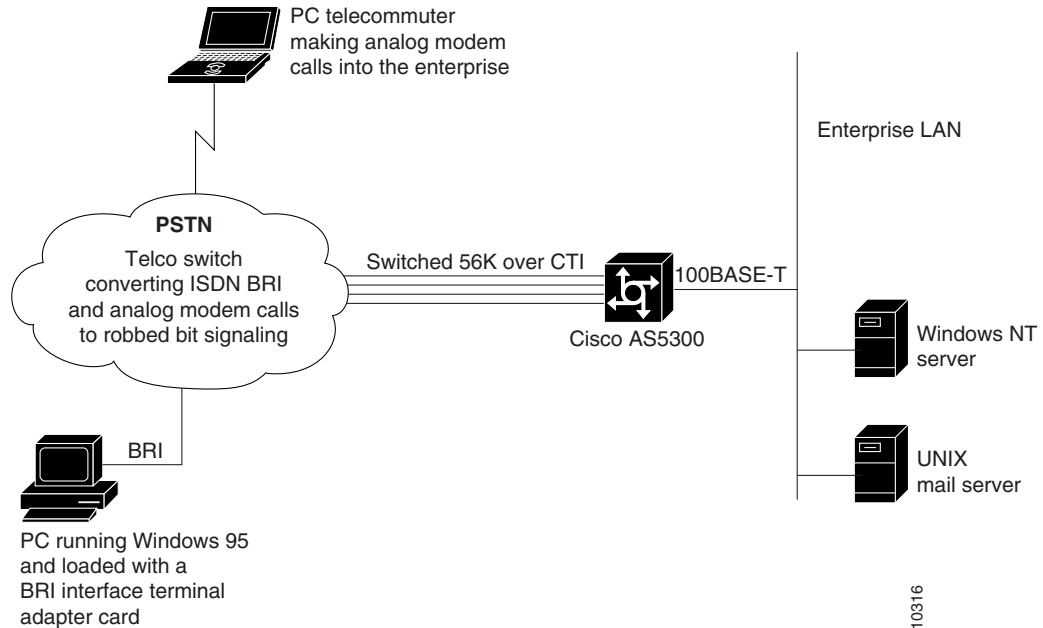 PC telecommuter
making analog modem
calls into the enterprise
Enterprise LAN
PSTN
Telco switch
converting ISDN BRI
and analog modem calls
to robbed bit signaling
Switched 56K over CTI
100BASE-T
Cisco AS5300
Windows NT
server
BRI
UNIX
mail server
PC running Windows 95
and loaded with a
BRI interface terminal
adapter card
10316